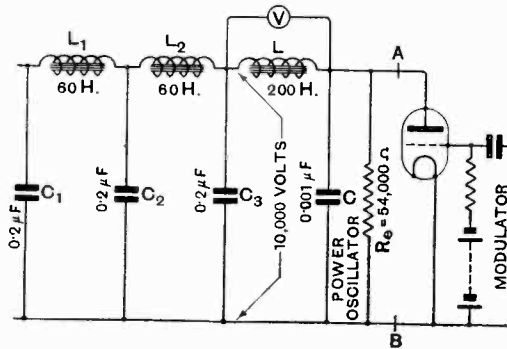 V
L1
L2
L
A
60 H.
60 H.
200 H.
0·2 μF
C1
0·2 μF
C2
0·2 μF
C3
10,000 VOLTS
0·001 μF
C
POWER
OSCILLATOR
Re = 54,000 Ω
MODULATOR
B